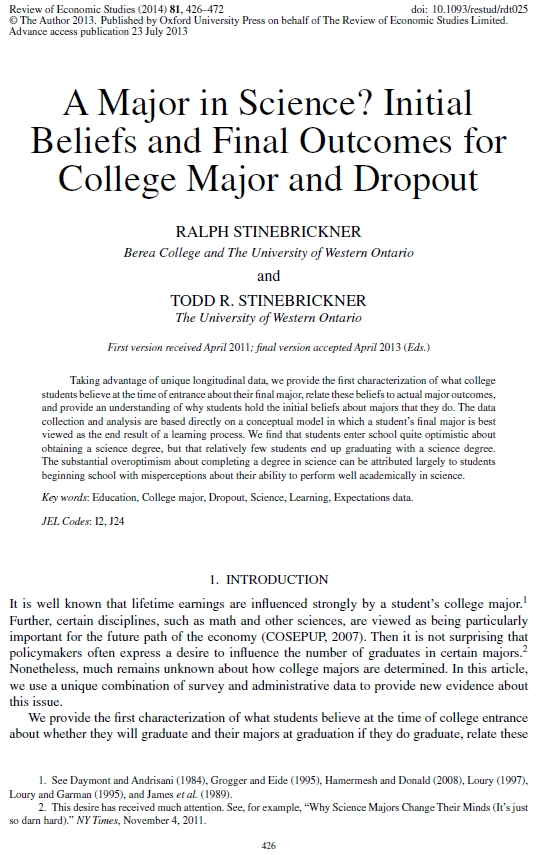 Review of Economic Studies (2014) 81, 426–472 doi: 10.1093/restud/rdt025
© The Author 2013. Published by Oxford University Press on behalf of The Review of Economic Studies Limited.
Advance access publication 23 July 2013
A Major in Science? Initial
Beliefs and Final Outcomes for
College Major and Dropout
RALPH STINEBRICKNER
Berea College and The University of Western Ontario
and
TODD R. STINEBRICKNER
The University of Western Ontario
First version received April 2011; final version accepted April 2013 (Eds.)
Taking advantage of unique longitudinal data, we provide the first characterization of what college
students believe at the time of entrance about their final major, relate these beliefs to actual major outcomes,
and provide an understanding of why students hold the initial beliefs about majors that they do. The data
collection and analysis are based directly on a conceptual model in which a student's final major is best
viewed as the end result of a learning process. We find that students enter school quite optimistic about
obtaining a science degree, but that relatively few students end up graduating with a science degree.
The substantial overoptimism about completing a degree in science can be attributed largely to students
beginning school with misperceptions about their ability to perform well academically in science.
Key words: Education, College major, Dropout, Science, Learning, Expectations data.
JEL Codes: I2, J24
1. INTRODUCTION
It is well known that lifetime earnings are influenced strongly by a student's college major.1
Further, certain disciplines, such as math and other sciences, are viewed as being particularly
important for the future path of the economy (COSEPUP, 2007). Then it is not surprising that
policymakers often express a desire to influence the number of graduates in certain majors.2
Nonetheless, much remains unknown about how college majors are determined. In this article,
we use a unique combination of survey and administrative data to provide new evidence about
this issue.
We provide the first characterization of what students believe at the time of college entrance
about whether they will graduate and their majors at graduation if they do graduate, relate these
1. See Daymont and Andrisani (1984), Grogger and Eide (1995), Hamermesh and Donald (2008), Loury (1997),
Loury and Garman (1995), and James et al. (1989).
2. This desire has received much attention. See, for example, "Why Science Majors Change Their Minds (It's just
so darn hard)." NY Times, November 4, 2011.
426